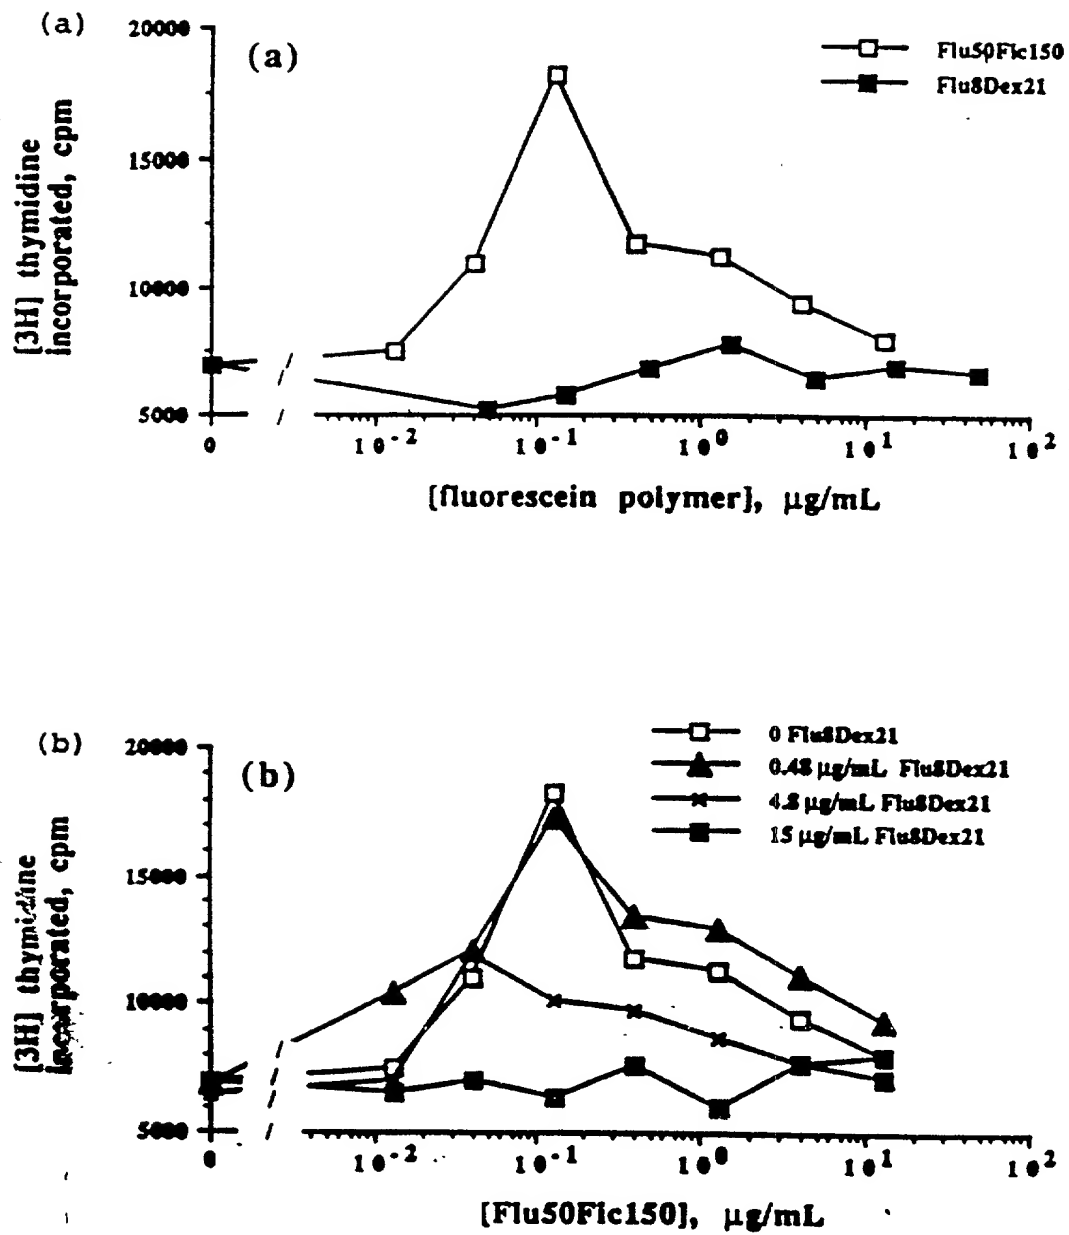 (a)
(a)
Flu50Fic150
Flu8Dex21
20000
15000
10000
5000
[3H] thymidine
incorporated, cpm
0 10-2 10-1 100 101 102
[fluorescein polymer], μg/mL
(b)
(b)
0 Flu8Dex21
0.48 μg/mL Flu8Dex21
4.8 μg/mL Flu8Dex21
15 μg/mL Flu8Dex21
20000
15000
10000
5000
[3H] thymidine
incorporated, cpm
0 10-2 10-1 100 101 102
[Flu50Fic150], μg/mL